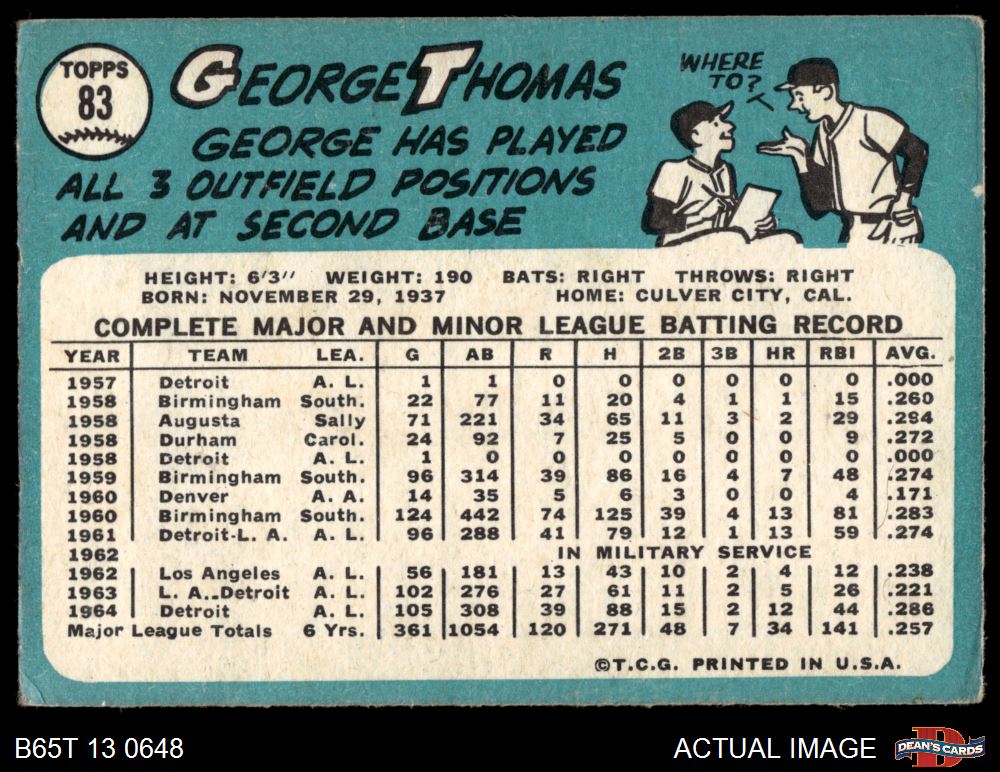 TOPPS
83
GEORGE THOMAS
GEORGE HAS PLAYED
ALL 3 OUTFIELD POSITIONS
AND AT SECOND BASE
WHERE
TO?
HEIGHT: 6'3" WEIGHT: 190 BATS: RIGHT THROWS: RIGHT
BORN: NOVEMBER 29, 1937 HOME: CULVER CITY, CAL.
COMPLETE MAJOR AND MINOR LEAGUE BATTING RECORD
YEAR TEAM LEA. G AB R H 2B 3B HR RBI AVG.
1957 Detroit A. L. 1 1 0 0 0 0 0 0 .000
1958 Birmingham South. 22 77 11 20 4 1 1 15 .260
1958 Augusta Sally 71 221 34 65 11 3 2 29 .294
1958 Durham Carol. 24 92 7 25 5 0 0 9 .272
1958 Detroit A. L. 1 0 0 0 0 0 0 0 .000
1959 Birmingham South. 96 314 39 86 16 4 7 48 .274
1960 Denver A. A. 14 35 5 6 3 0 0 4 .171
1960 Birmingham South. 124 442 74 125 39 4 13 81 .283
1961 Detroit-L. A. A. L. 96 288 41 79 12 1 13 59 .274
1962 IN MILITARY SERVICE
1962 Los Angeles A. L. 56 181 13 43 10 2 4 12 .238
1963 L. A.-Detroit A. L. 102 276 27 61 11 2 5 26 .221
1964 Detroit A. L. 105 308 39 88 15 2 12 44 .286
Major League Totals 6 Yrs. 361 1054 120 271 48 7 34 141 .257
©T.C.G. PRINTED IN U.S.A.
B65T 13 0648
ACTUAL IMAGE
DEAN'S CARDS